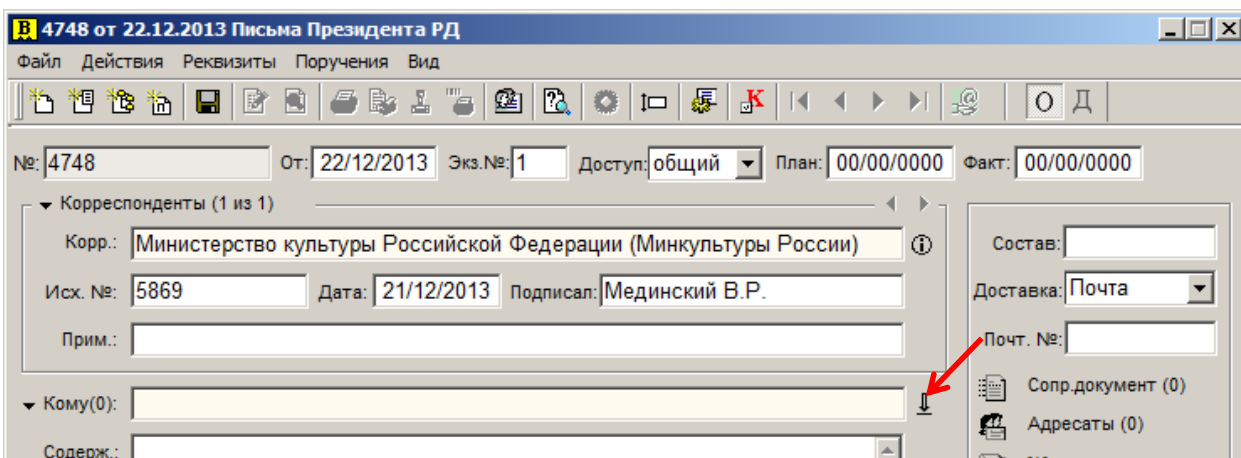 В 4748 от 22.12.2013 Письма Президента РД
Файл Действия Реквизиты Поручения Вид
О Д
№: 4748 От: 22/12/2013 Экз.№: 1 Доступ: общий План: 00/00/0000 Факт: 00/00/0000
Корреспонденты (1 из 1)
Корр.: Министерство культуры Российской Федерации (Минкультуры России)
Исх. №: 5869 Дата: 21/12/2013 Подписал: Мединский В.Р.
Прим.:
Кому(0):
Содерж.:
Состав:
Доставка: Почта
Почт. №:
Сопр.документ (0)
Адресаты (0)